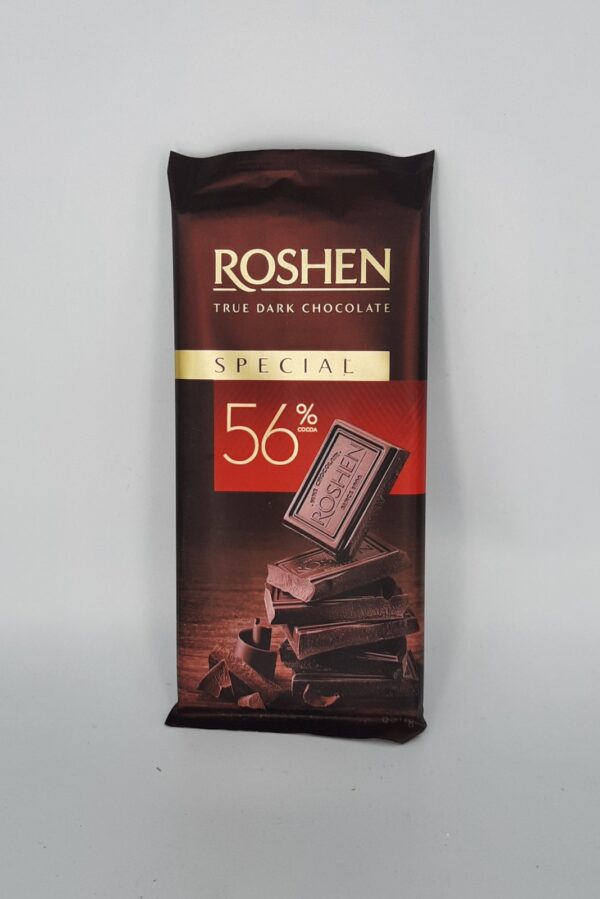 ROSHEN
TRUE DARK CHOCOLATE
SPECIAL
56%
COCOA
ROSHEN